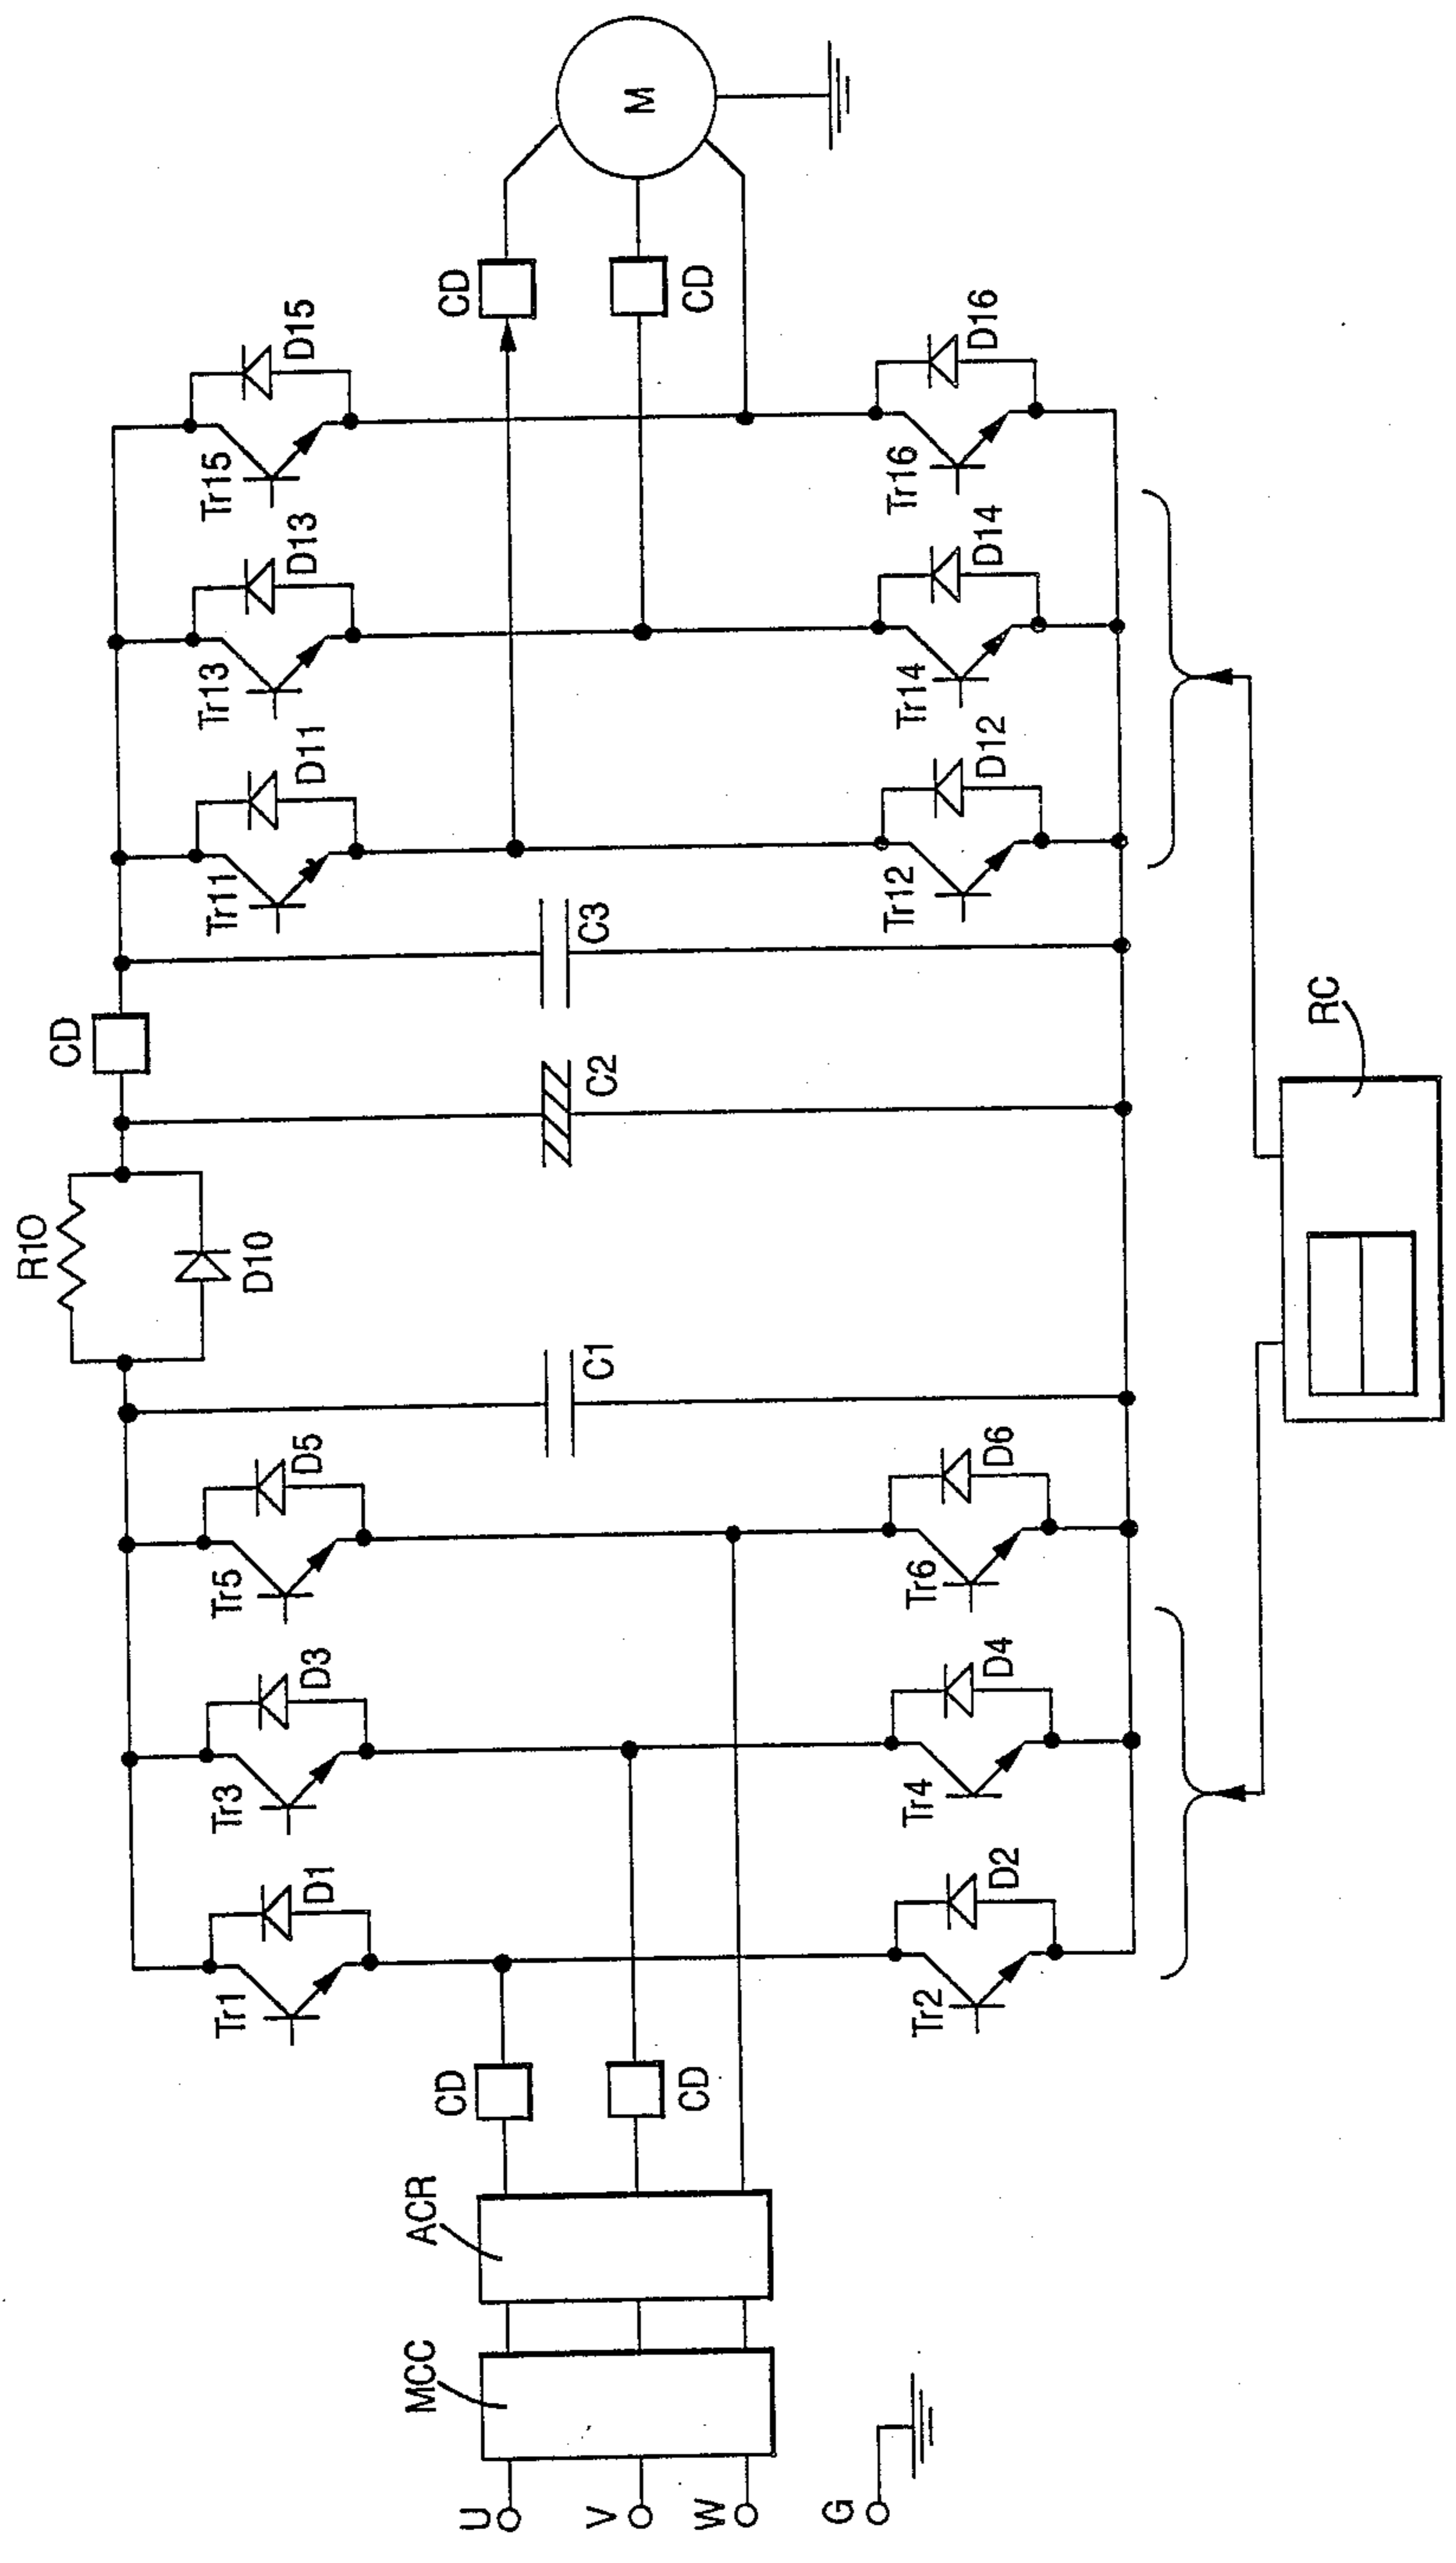 R10
D10
CD
D1
D3
D5
D11
D13
D15
Tr1
Tr3
Tr5
Tr11
Tr13
Tr15
MCC
ACR
CD
CD
C1
C2
C3
CD
CD
M
U
V
W
G
D2
D4
D6
D12
D14
D16
Tr2
Tr4
Tr6
Tr12
Tr14
Tr16
RC